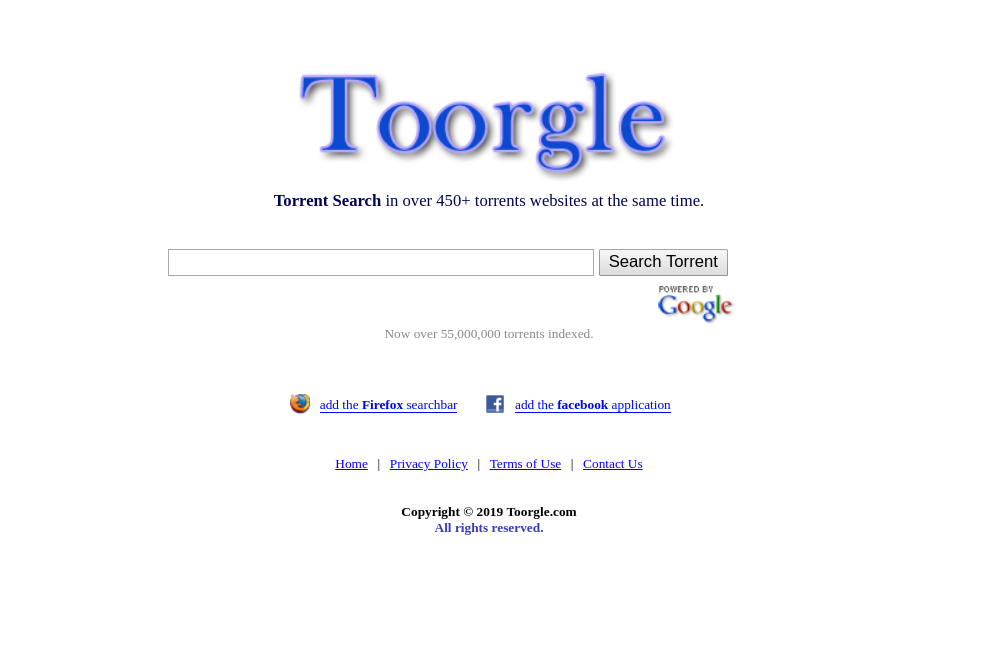 Toorgle
Torrent Search in over 450+ torrents websites at the same time.
Search Torrent
POWERED BY
Google
Now over 55,000,000 torrents indexed.
add the Firefox searchbar add the facebook application
Home | Privacy Policy | Terms of Use | Contact Us
Copyright © 2019 Toorgle.com
All rights reserved.